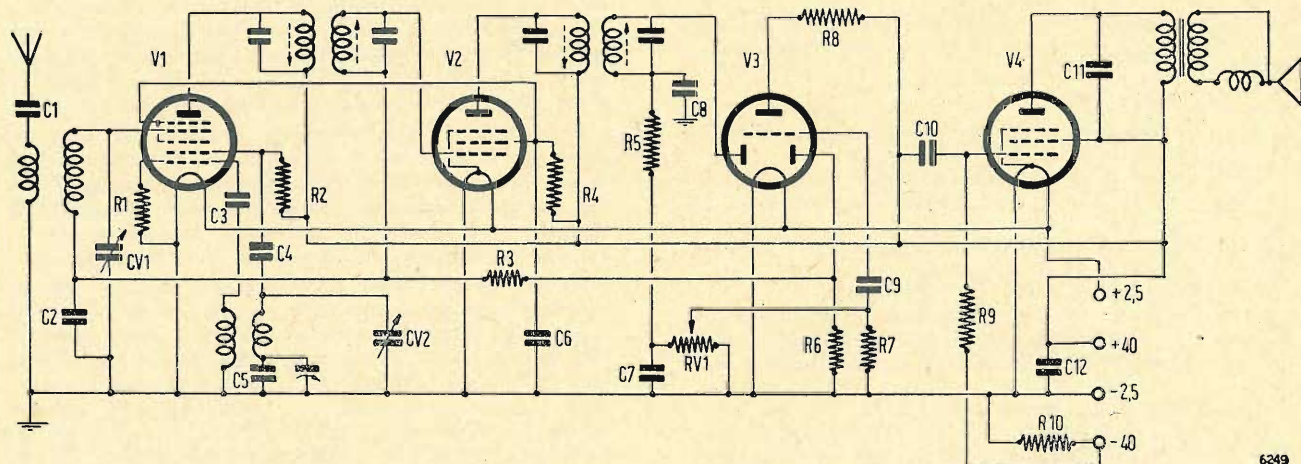 C1
V1
V2
V3
R8
V4
C11
C8
R5
C10
R1
C3
R2
R4
CV1
C4
R3
C9
C2
+2,5
R9
CV2
C6
R6
R7
+40
C5
C7
RV1
C12
-2,5
R10
-40
6249